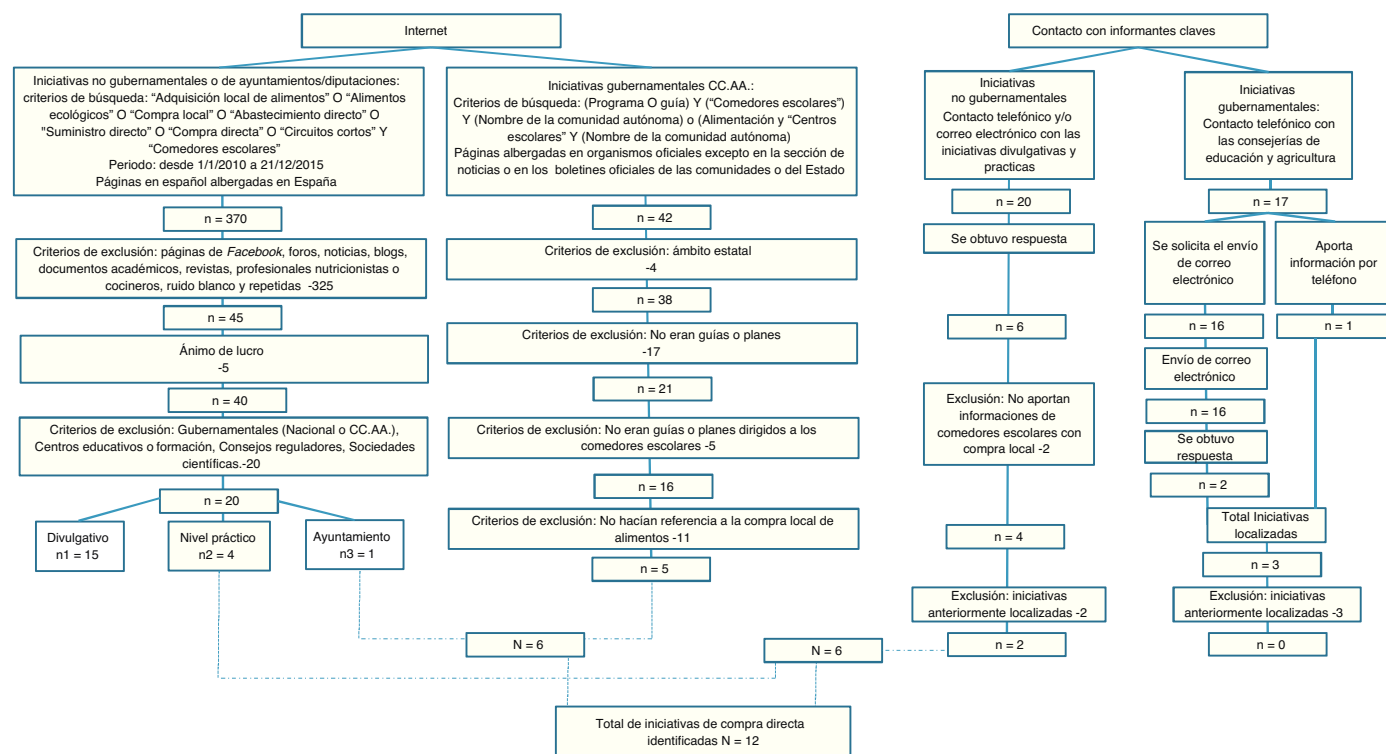 Internet
Iniciativas no gubernamentales o de ayuntamientos/diputaciones:
criterios de búsqueda: “Adquisición local de alimentos” O “Alimentos
ecológicos” O “Compra local” O “Abastecimiento directo” O
"Suministro directo” O “Compra directa” O “Circuitos cortos” Y
“Comedores escolares”
Periodo: desde 1/1/2010 a 21/12/2015
Páginas en español albergadas en España
n = 370
Criterios de exclusión: páginas de Facebook, foros, noticias, blogs,
documentos académicos, revistas, profesionales nutricionistas o
cocineros, ruido blanco y repetidas -325
n = 45
Ánimo de lucro
-5
n = 40
Criterios de exclusión: Gubernamentales (Nacional o CC.AA.),
Centros educativos o formación, Consejos reguladores, Sociedades
científicas.-20
n = 20
Divulgativo
n1 = 15
Nivel práctico
n2 = 4
Ayuntamiento
n3 = 1
Iniciativas gubernamentales CC.AA.:
Criterios de búsqueda: (Programa O guía) Y (“Comedores escolares”)
Y (Nombre de la comunidad autónoma) o (Alimentación y “Centros
escolares” Y (Nombre de la comunidad autónoma)
Páginas albergadas en organismos oficiales excepto en la sección de
noticias o en los boletines oficiales de las comunidades o del Estado
n = 42
Criterios de exclusión: ámbito estatal
-4
n = 38
Criterios de exclusión: No eran guías o planes
-17
n = 21
Criterios de exclusión: No eran guías o planes dirigidos a los
comedores escolares -5
n = 16
Criterios de exclusión: No hacían referencia a la compra local de
alimentos -11
n = 5
N = 6
Contacto con informantes claves
Iniciativas
no gubernamentales
Contacto telefónico y/o
correo electrónico con las
iniciativas divulgativas y
practicas
n = 20
Se obtuvo respuesta
n = 6
Exclusión: No aportan
informaciones de
comedores escolares con
compra local -2
n = 4
Exclusión: iniciativas
anteriormente localizadas -2
n = 2
N = 6
Iniciativas
gubernamentales:
Contacto telefónico con
las consejerías de
educación y agricultura
n = 17
Se solicita el envío
de correo
electrónico
n = 16
Envío de correo
electrónico
n = 16
Se obtuvo
respuesta
n = 2
Aporta
información por
teléfono
n = 1
Total Iniciativas
localizadas
n = 3
Exclusión: iniciativas
anteriormente localizadas -3
n = 0
Total de iniciativas de compra directa
identificadas N = 12